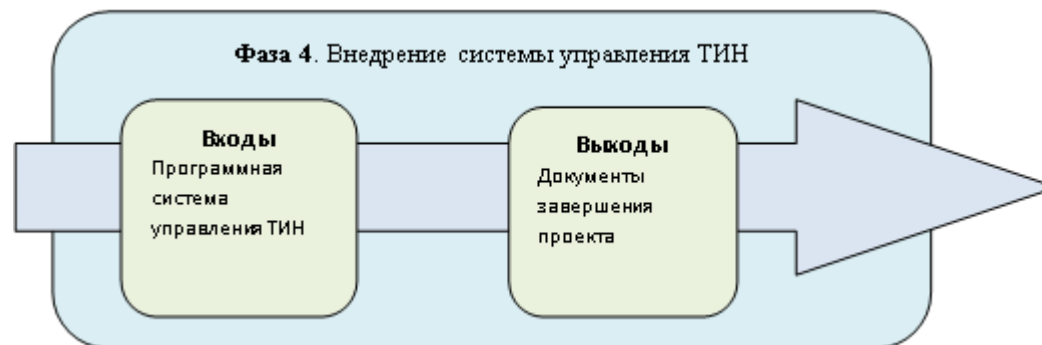 Фаза 4. Внедрение системы управления ТИН
Входы
Программная
система
управления ТИН
Выходы
Документы
завершения
проекта